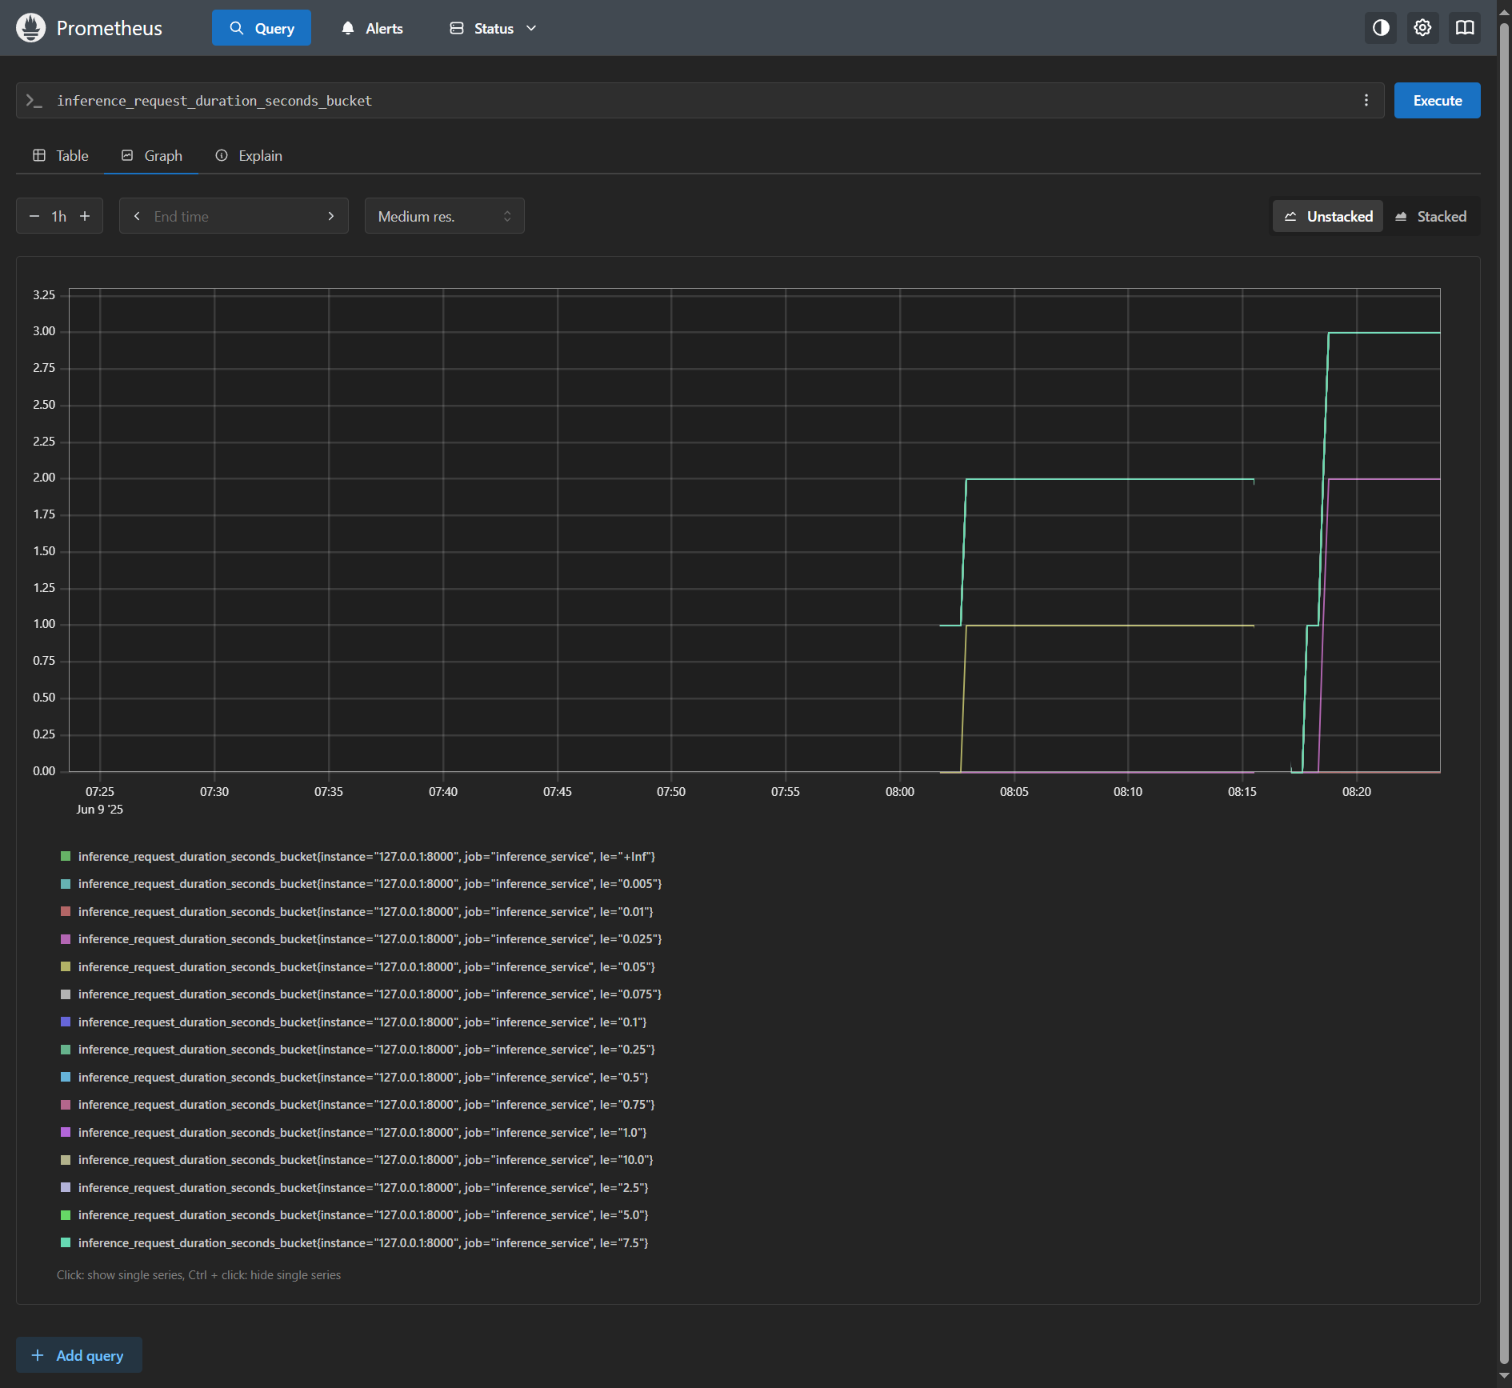 Prometheus Query Alerts Status
inference_request_duration_seconds_bucket Execute
Table Graph Explain
1h End time Medium res. Unstacked Stacked
3.25
3.00
2.75
2.50
2.25
2.00
1.75
1.50
1.25
1.00
0.75
0.50
0.25
0.00
07:25 07:30 07:35 07:40 07:45 07:50 07:55 08:00 08:05 08:10 08:15 08:20
Jun 9 '25
inference_request_duration_seconds_bucket{instance="127.0.0.1:8000", job="inference_service", le="+Inf"}
inference_request_duration_seconds_bucket{instance="127.0.0.1:8000", job="inference_service", le="0.005"}
inference_request_duration_seconds_bucket{instance="127.0.0.1:8000", job="inference_service", le="0.01"}
inference_request_duration_seconds_bucket{instance="127.0.0.1:8000", job="inference_service", le="0.025"}
inference_request_duration_seconds_bucket{instance="127.0.0.1:8000", job="inference_service", le="0.05"}
inference_request_duration_seconds_bucket{instance="127.0.0.1:8000", job="inference_service", le="0.075"}
inference_request_duration_seconds_bucket{instance="127.0.0.1:8000", job="inference_service", le="0.1"}
inference_request_duration_seconds_bucket{instance="127.0.0.1:8000", job="inference_service", le="0.25"}
inference_request_duration_seconds_bucket{instance="127.0.0.1:8000", job="inference_service", le="0.5"}
inference_request_duration_seconds_bucket{instance="127.0.0.1:8000", job="inference_service", le="0.75"}
inference_request_duration_seconds_bucket{instance="127.0.0.1:8000", job="inference_service", le="1.0"}
inference_request_duration_seconds_bucket{instance="127.0.0.1:8000", job="inference_service", le="10.0"}
inference_request_duration_seconds_bucket{instance="127.0.0.1:8000", job="inference_service", le="2.5"}
inference_request_duration_seconds_bucket{instance="127.0.0.1:8000", job="inference_service", le="5.0"}
inference_request_duration_seconds_bucket{instance="127.0.0.1:8000", job="inference_service", le="7.5"}
Click: show single series, Ctrl + click: hide single series
Add query